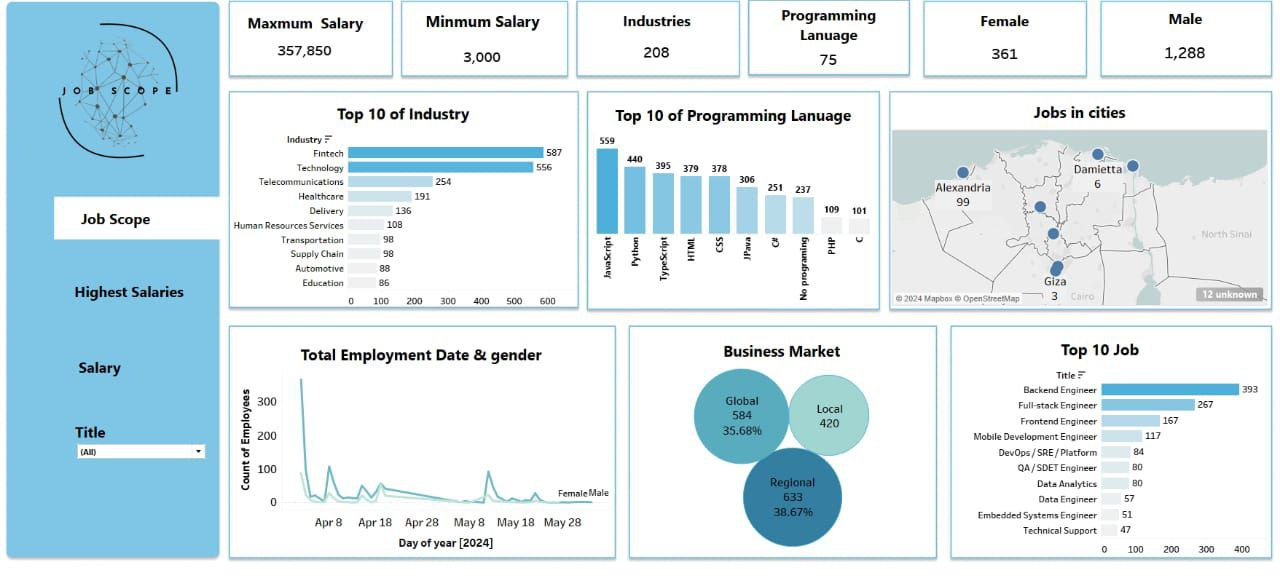 JOB SCOPE
Job Scope
Highest Salaries
Salary
Title
(All)
Maxmum Salary
357,850
Minmum Salary
3,000
Industries
208
Programming
Lanuage
75
Female
361
Male
1,288
Top 10 of Industry
Industry
Fintech 587
Technology 556
Telecommunications 254
Healthcare 191
Delivery 136
Human Resources Services 108
Transportation 98
Supply Chain 98
Automotive 88
Education 86
0 100 200 300 400 500 600
Top 10 of Programming Lanuage
559 440 395 379 378 306 251 237 109 101
JavaScript Python TypeScript HTML CSS JPava C# No programing PHP C
Jobs in cities
Damietta
6
Alexandria
99
North Sinai
Giza
3
Cairo
© 2024 Mapbox © OpenStreetMap
12 unknown
Total Employment Date & gender
Count of Employees
300
200
100
0
Female Male
Apr 8 Apr 18 Apr 28 May 8 May 18 May 28
Day of year [2024]
Business Market
Global
584
35.68%
Local
420
Regional
633
38.67%
Top 10 Job
Title
Backend Engineer 393
Full-stack Engineer 267
Frontend Engineer 167
Mobile Development Engineer 117
DevOps / SRE / Platform 84
QA / SDET Engineer 80
Data Analytics 80
Data Engineer 57
Embedded Systems Engineer 51
Technical Support 47
0 100 200 300 400